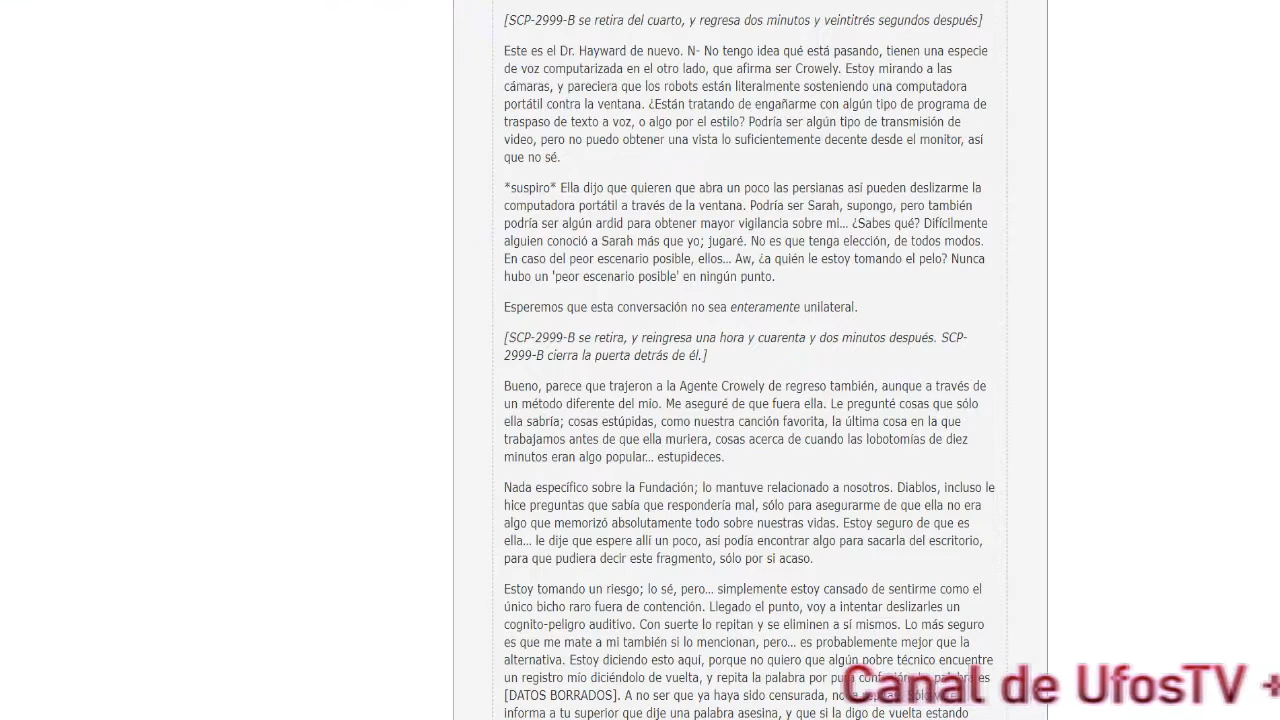 [SCP-2999-B se retira del cuarto, y regresa dos minutos y veintitrés segundos después]
Este es el Dr. Hayward de nuevo. N- No tengo idea qué está pasando, tienen una especie
de voz computarizada en el otro lado, que afirma ser Crowely. Estoy mirando a las
cámaras, y pareciera que los robots están literalmente sosteniendo una computadora
portátil contra la ventana. ¿Están tratando de engañarme con algún tipo de programa de
traspaso de texto a voz, o algo por el estilo? Podría ser algún tipo de transmisión de
video, pero no puedo obtener una vista lo suficientemente decente desde el monitor, así
que no sé.
*suspiro* Ella dijo que quieren que abra un poco las persianas así pueden deslizarme la
computadora portátil a través de la ventana. Podría ser Sarah, supongo, pero también
podría ser algún ardid para obtener mayor vigilancia sobre mi... ¿Sabes qué? Difícilmente
alguien conoció a Sarah más que yo; jugaré. No es que tenga elección, de todos modos.
En caso del peor escenario posible, ellos... Aw, ¿a quién le estoy tomando el pelo? Nunca
hubo un 'peor escenario posible' en ningún punto.
Esperemos que esta conversación no sea enteramente unilateral.
[SCP-2999-B se retira, y reingresa una hora y cuarenta y dos minutos después. SCP-
2999-B cierra la puerta detrás de él.]
Bueno, parece que trajeron a la Agente Crowely de regreso también, aunque a través de
un método diferente del mío. Me aseguré de que fuera ella. Le pregunté cosas que sólo
ella sabría; cosas estúpidas, como nuestra canción favorita, la última cosa en la que
trabajamos antes de que ella muriera, cosas acerca de cuando las lobotomías de diez
minutos eran algo popular... estupideces.
Nada específico sobre la Fundación; lo mantuve relacionado a nosotros. Diablos, incluso le
hice preguntas que sabía que respondería mal, sólo para asegurarme de que ella no era
algo que memorizó absolutamente todo sobre nuestras vidas. Estoy seguro de que es
ella... le dije que espere allí un poco, así podía encontrar algo para sacarla del escritorio,
para que pudiera decir este fragmento, sólo por si acaso.
Estoy tomando un riesgo; lo sé, pero... simplemente estoy cansado de sentirme como el
único bicho raro fuera de contención. Llegado el punto, voy a intentar deslizarles un
cognito-peligro auditivo. Con suerte lo repitan y se eliminen a sí mismos. Lo más seguro
es que me mate a mi también si lo mencionan, pero... es probablemente mejor que la
alternativa. Estoy diciendo esto aquí, porque no quiero que algún pobre técnico encuentre
un registro mío diciéndolo de vuelta, y repita la palabra por pura
[DATOS BORRADOS]. A no ser que ya haya sido censurada,
informa a tu superior que dije una palabra asesina, y que si la digo de vuelta estando
Canal de UfosTV +